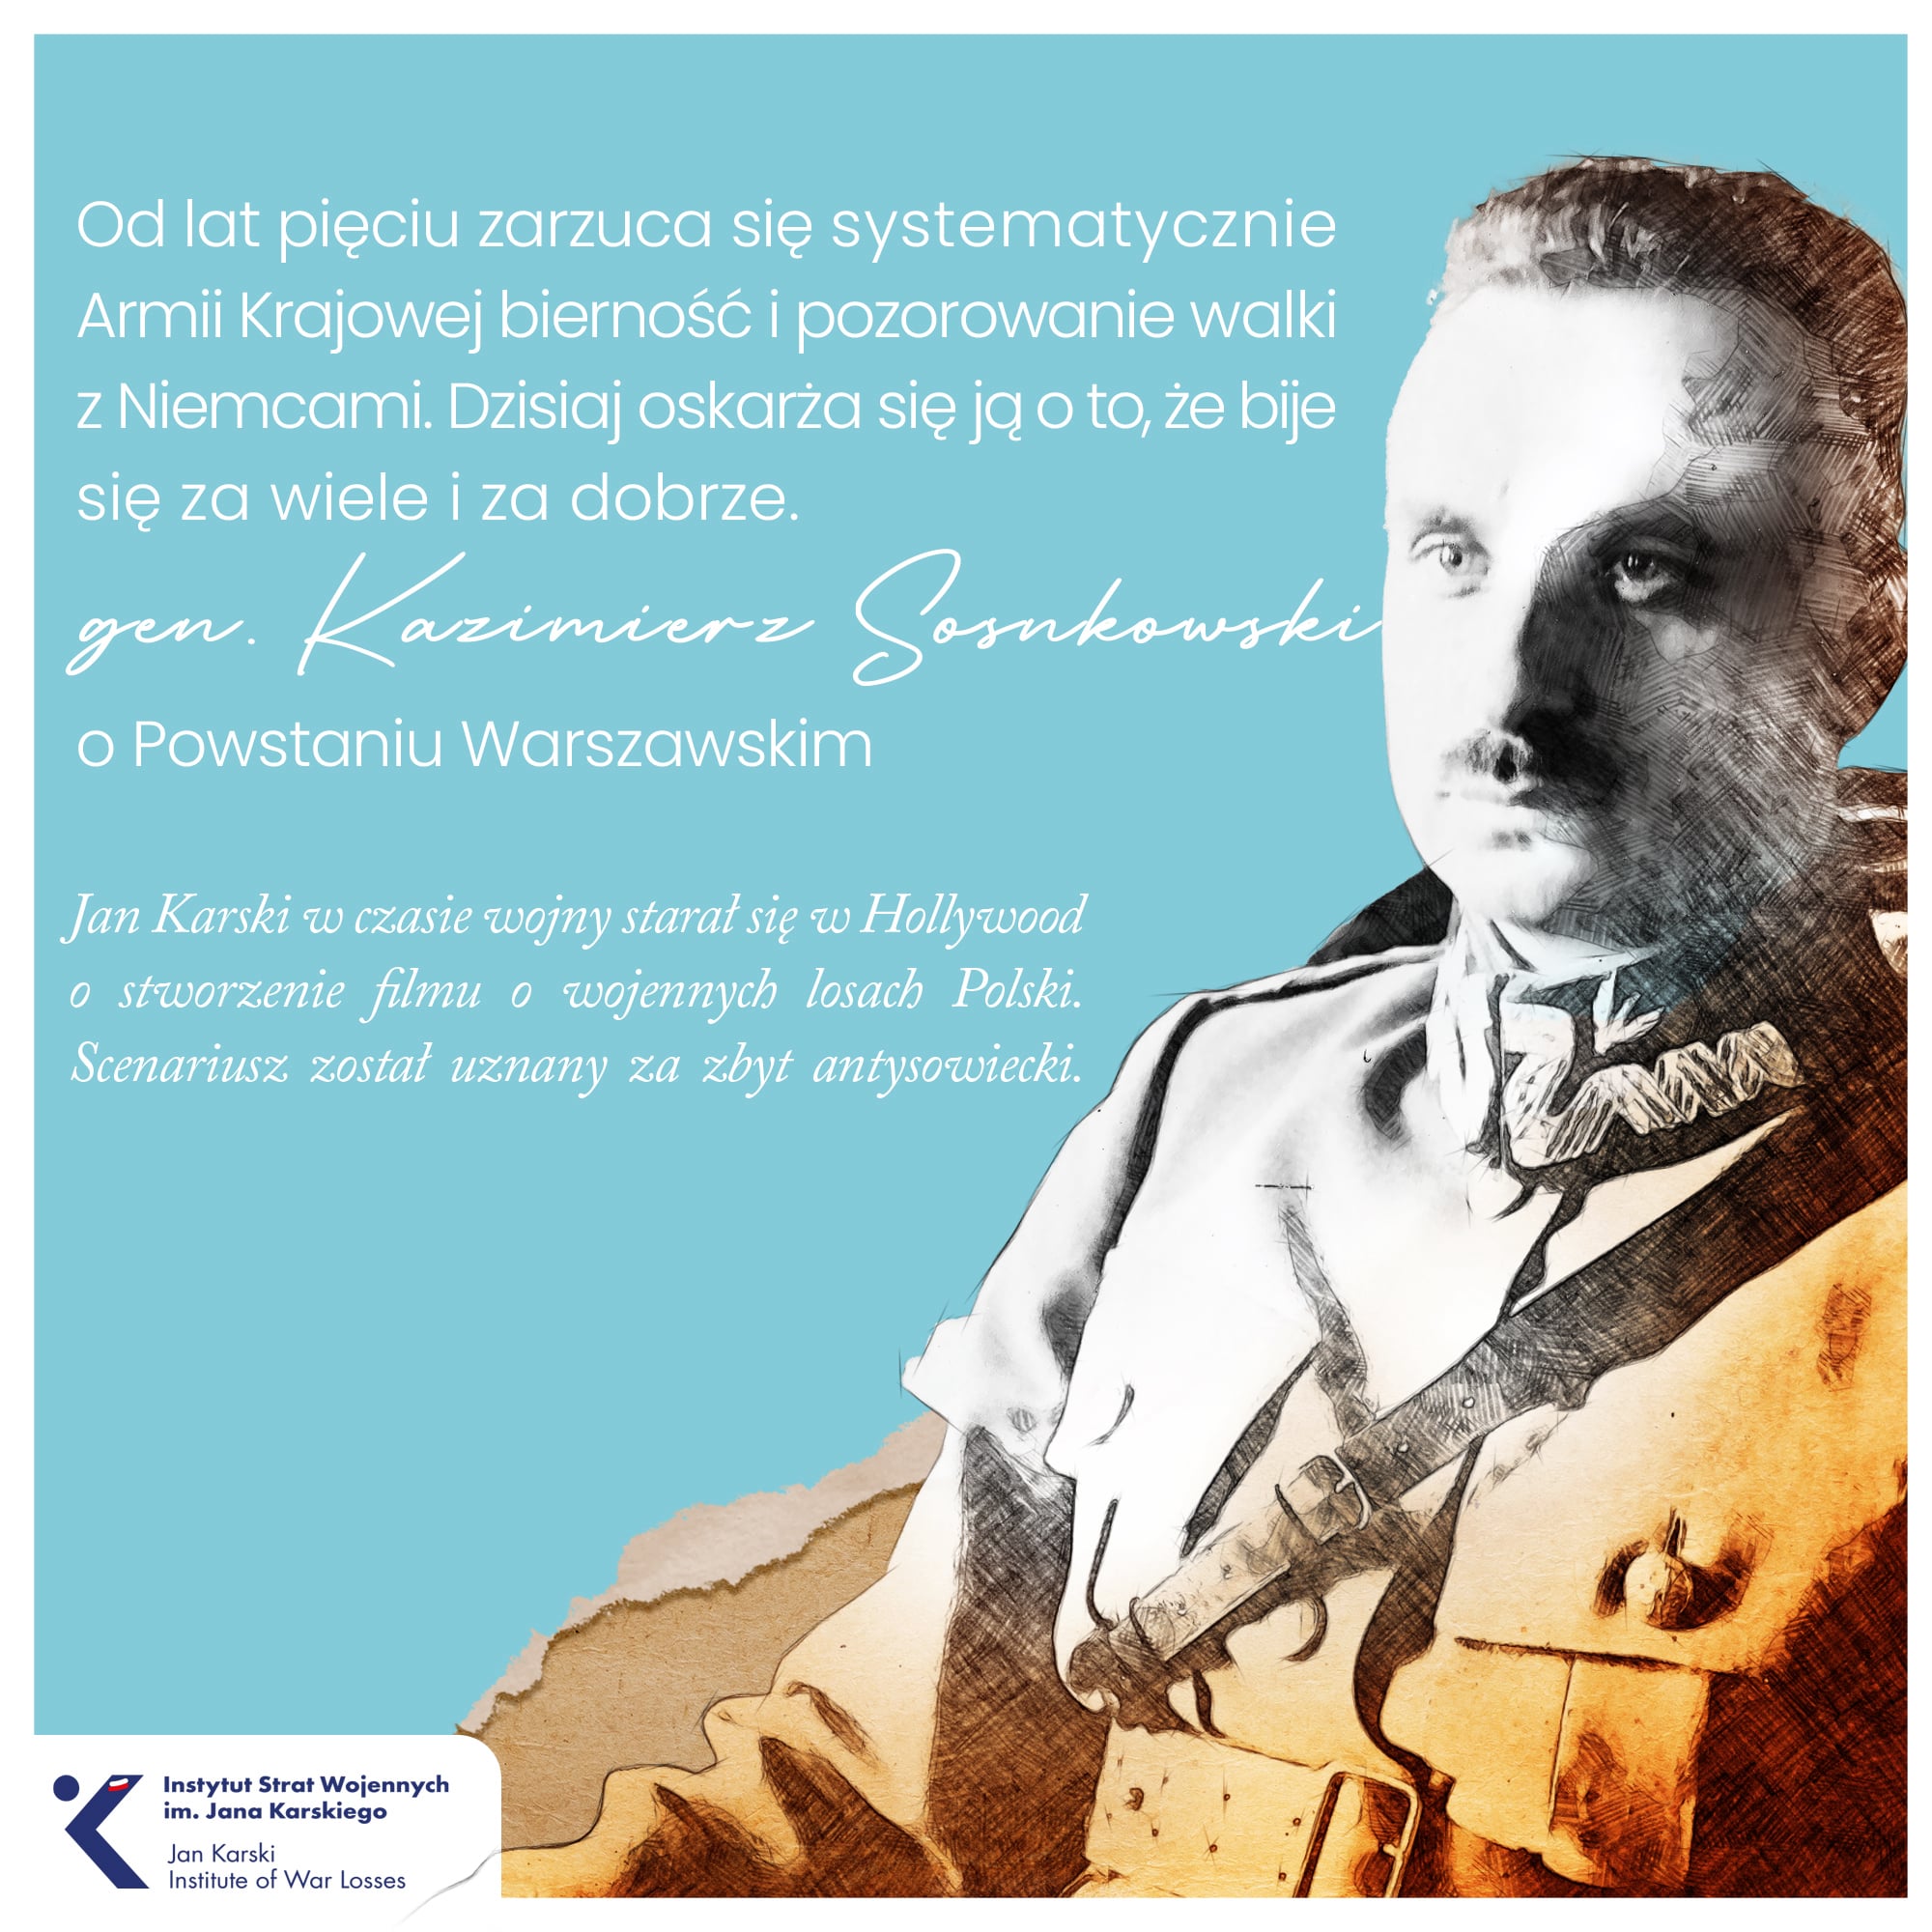 Od lat pięciu zarzuca się systematycznie
Armii Krajowej bierność i pozorowanie walki
z Niemcami. Dzisiaj oskarża się ją o to, że bije
się za wiele i za dobrze.
gen. Kazimierz Sosnkowski
o Powstaniu Warszawskim
Jan Karski w czasie wojny starał się w Hollywood
o stworzenie filmu o wojennych losach Polski.
Scenariusz został uznany za zbyt antysowiecki.
Instytut Strat Wojennych
im. Jana Karskiego
Jan Karski
Institute of War Losses